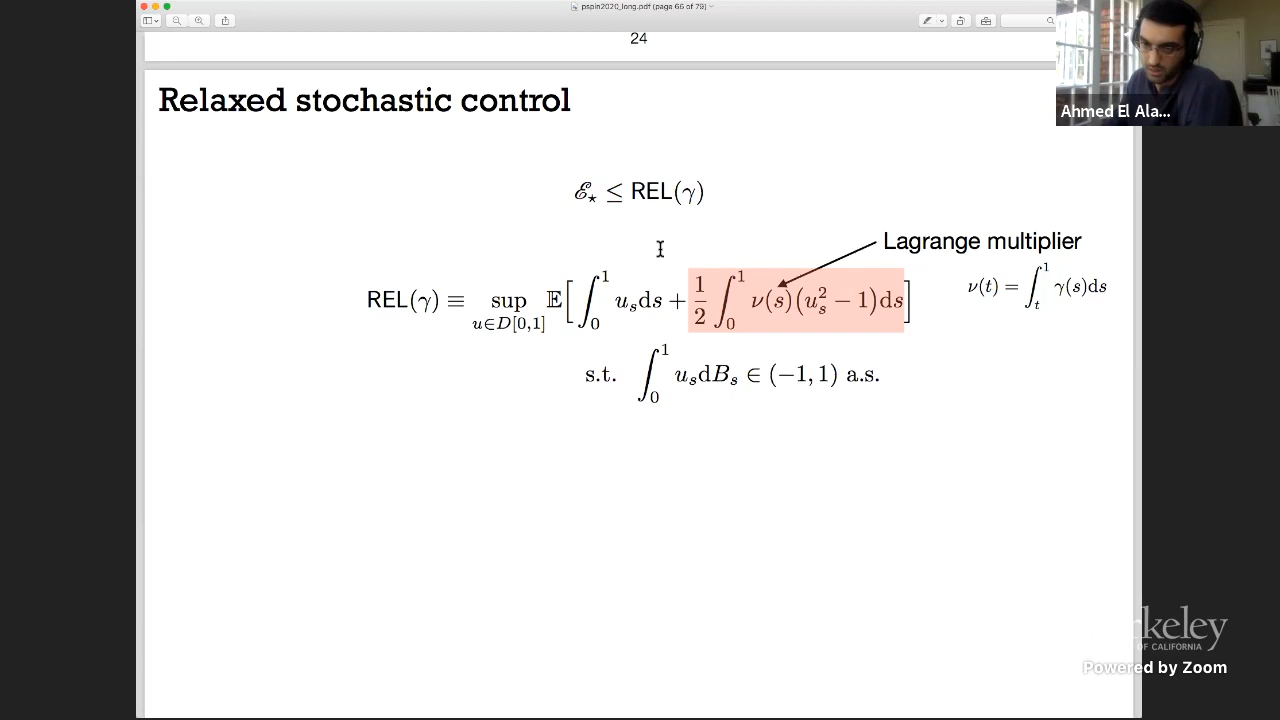 pspin2020_long.pdf (page 66 of 79)
24
Relaxed stochastic control
Ahmed El Ala...
ℰ⋆ ≤ REL(γ)
Lagrange multiplier
ν(t) = ∫_t^1 γ(s)ds
REL(γ) ≡ sup_{u∈D[0,1]} 𝔼[∫_0^1 u_s ds + 1/2 ∫_0^1 ν(s)(u_s^2 − 1)ds]
s.t. ∫_0^1 u_s dB_s ∈ (−1, 1) a.s.
rkeley
OF CALIFORNIA
Powered by Zoom